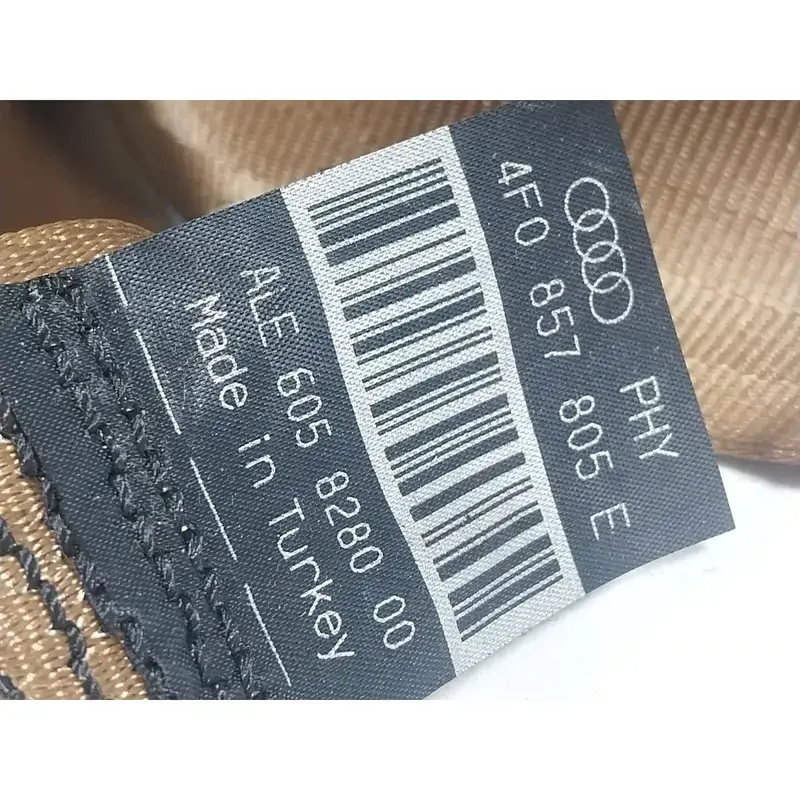 PHY
4F0 857 805 E
ALE 605 8280 00
Made in Turkey